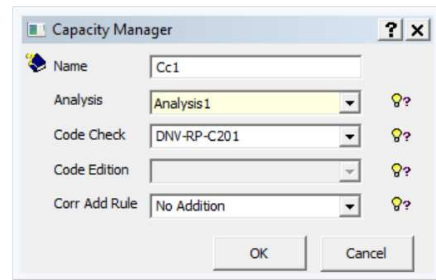 Capacity Manager ? x
Name Cc1
Analysis Analysis1 ?
Code Check DNV-RP-C201 ?
Code Edition ?
Corr Add Rule No Addition ?
OK Cancel